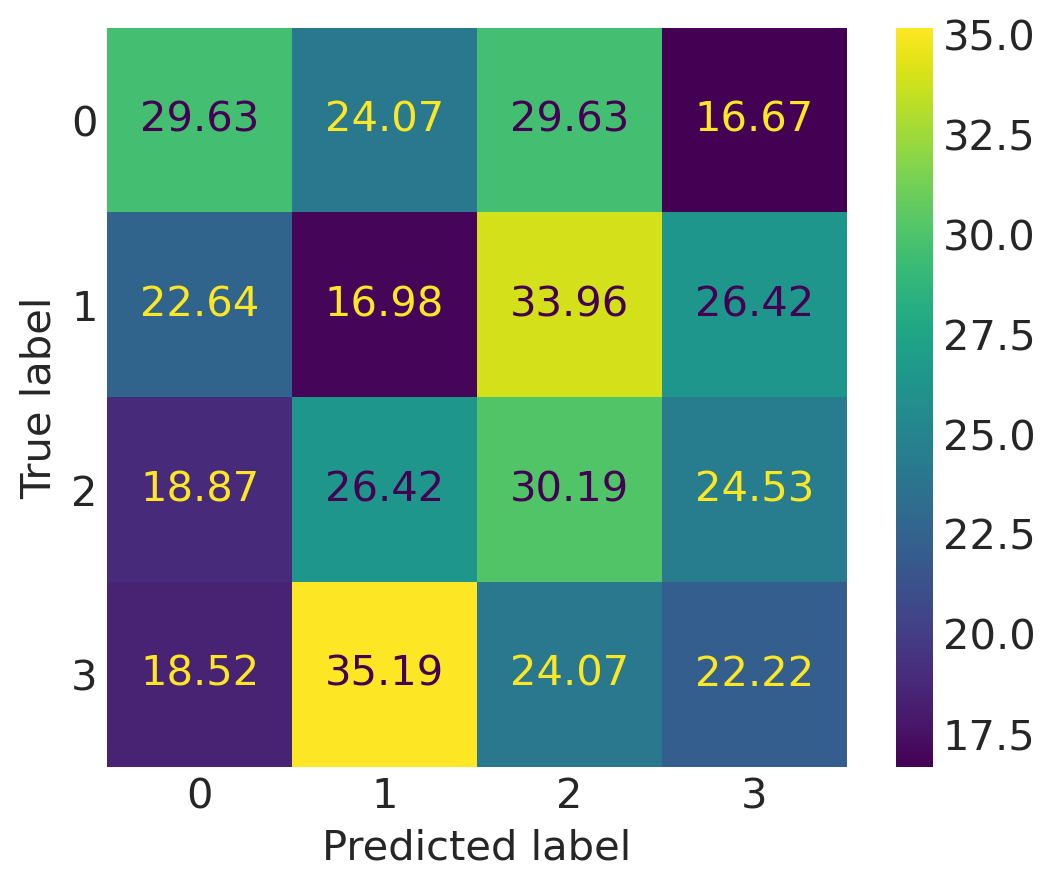 0 29.63 24.07 29.63 16.67
1 22.64 16.98 33.96 26.42
2 18.87 26.42 30.19 24.53
3 18.52 35.19 24.07 22.22
0 1 2 3
Predicted label
True label
35.0
32.5
30.0
27.5
25.0
22.5
20.0
17.5